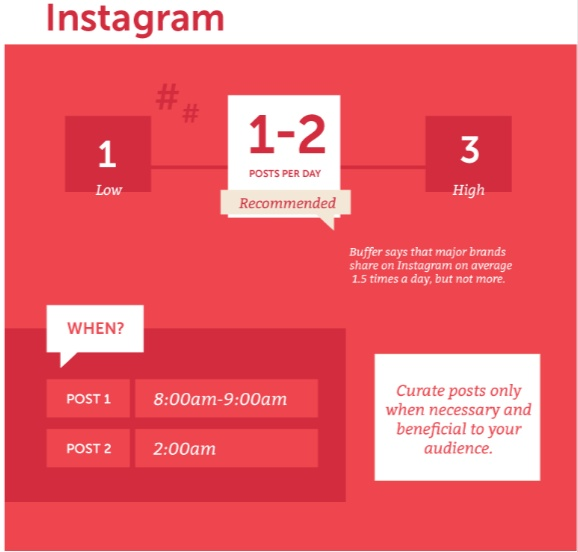 Instagram
# #
1
Low
1-2
POSTS PER DAY
Recommended
3
High
Buffer says that major brands
share on Instagram on average
1.5 times a day, but not more.
WHEN?
POST 1 8:00am-9:00am
POST 2 2:00am
Curate posts only
when necessary and
beneficial to your
audience.